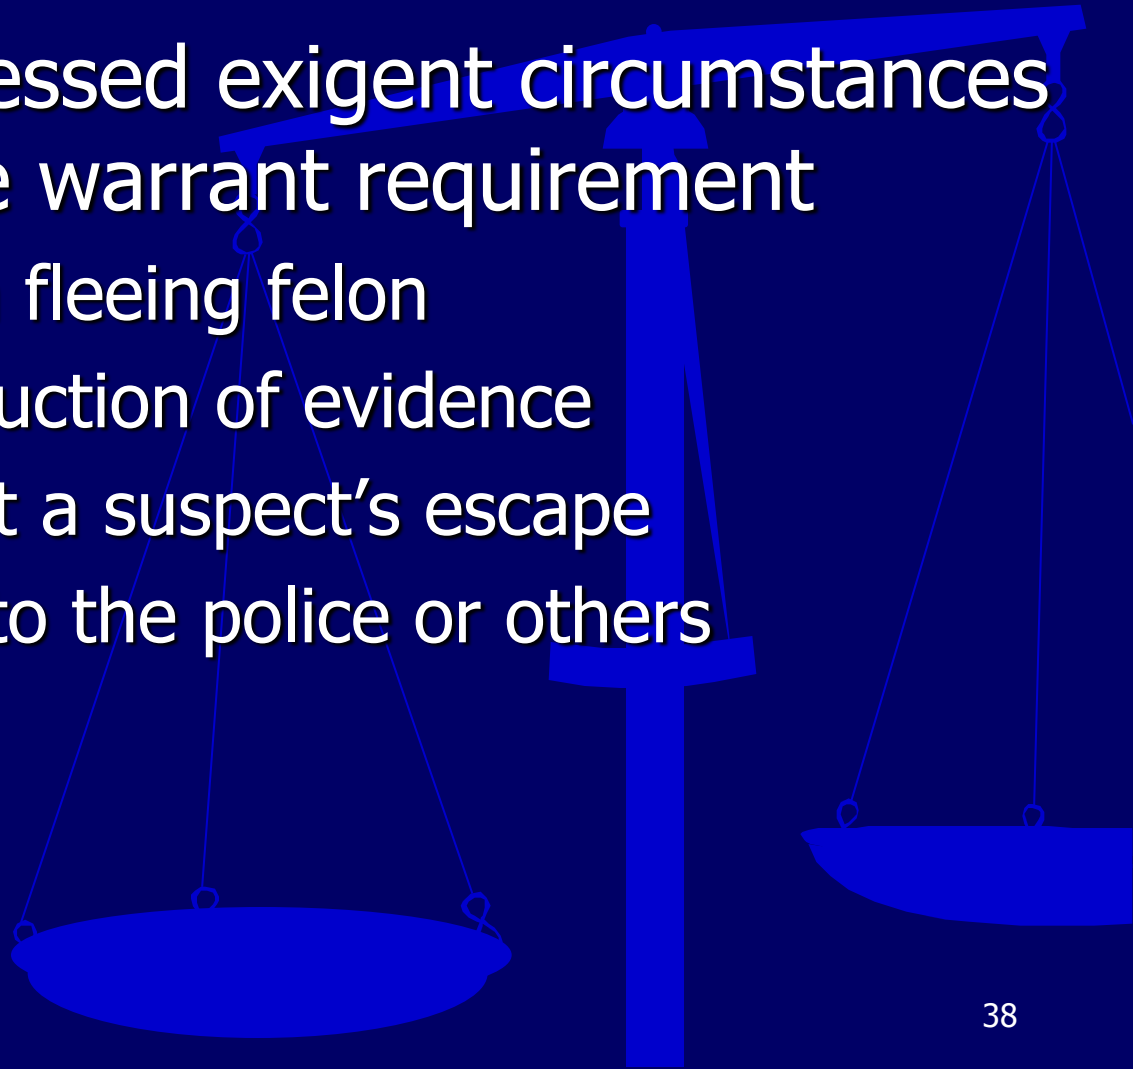 essed exigent circumstances
e warrant requirement
fleeing felon
uction of evidence
t a suspect’s escape
to the police or others
38